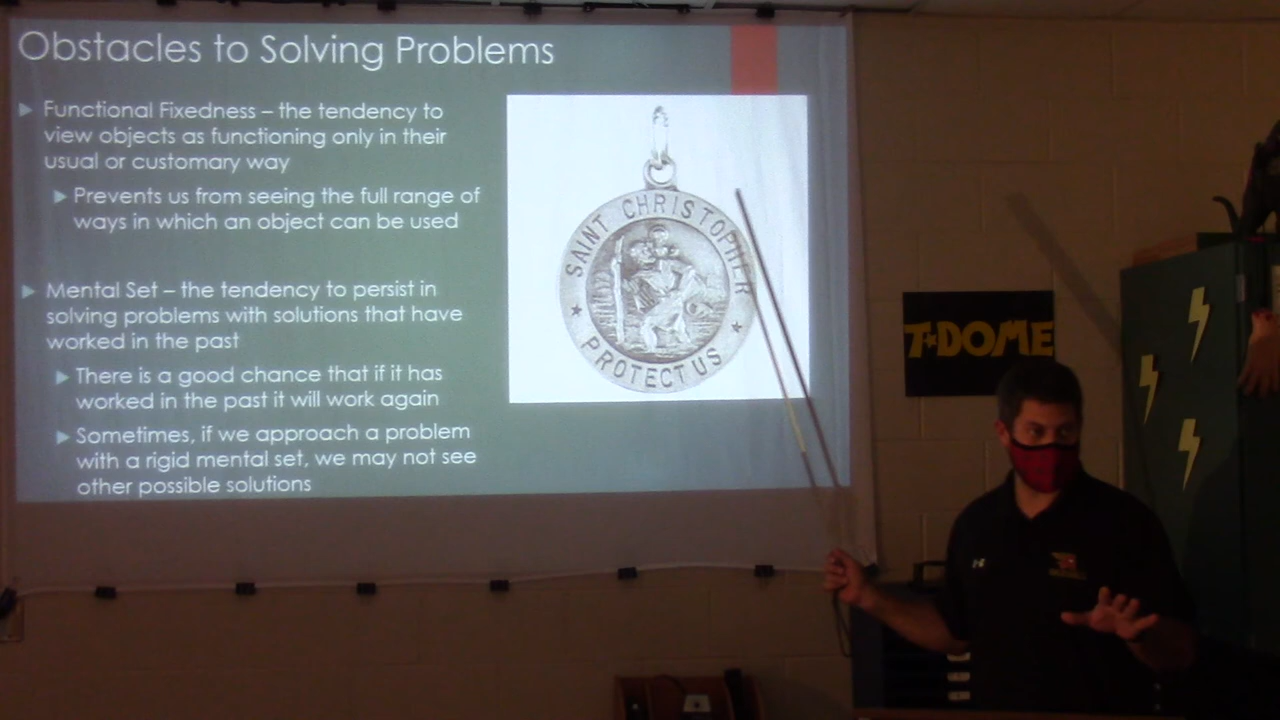 Obstacles to Solving Problems
Functional Fixedness – the tendency to
view objects as functioning only in their
usual or customary way
Prevents us from seeing the full range of
ways in which an object can be used
Mental Set – the tendency to persist in
solving problems with solutions that have
worked in the past
There is a good chance that if it has
worked in the past it will work again
Sometimes, if we approach a problem
with a rigid mental set, we may not see
other possible solutions
SAINT CHRISTOPHER
PROTECT US
T★DOME